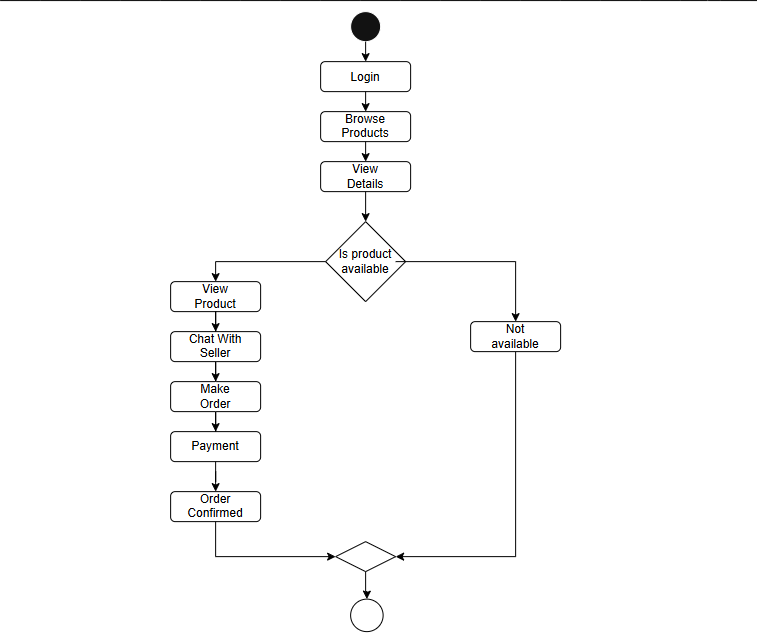 Login
Browse
Products
View
Details
Is product
available
View
Product
Not
available
Chat With
Seller
Make
Order
Payment
Order
Confirmed